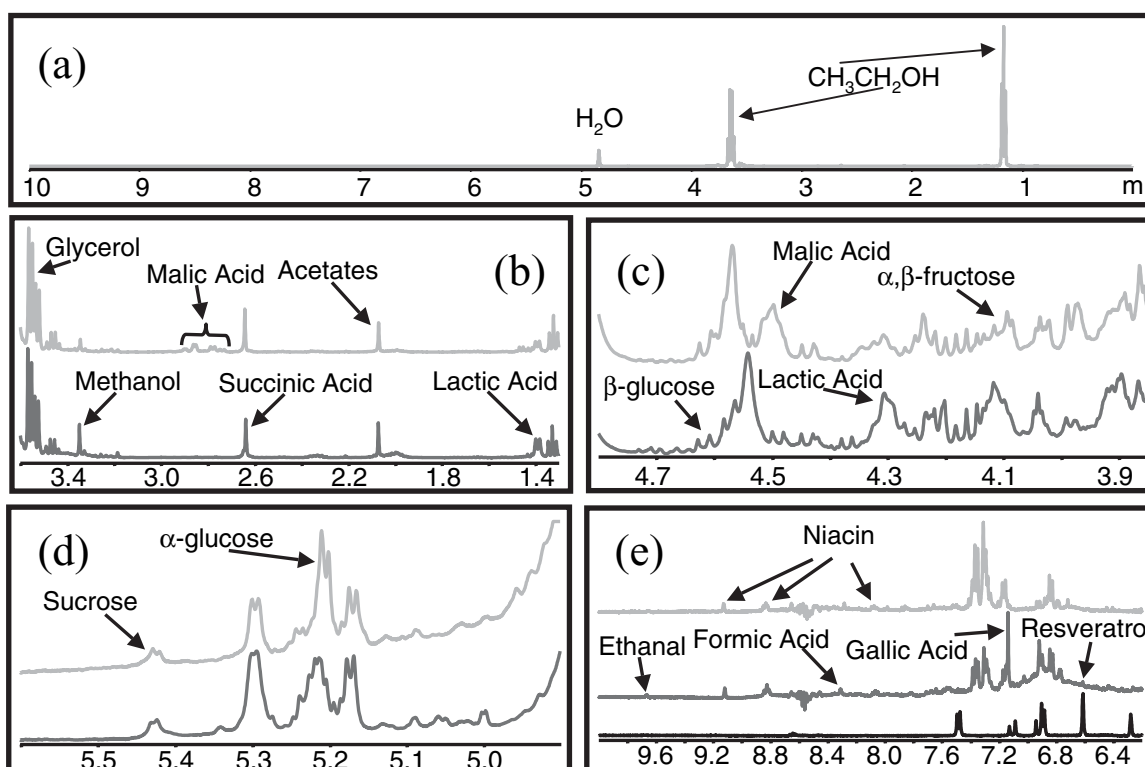 (a)
CH3CH2OH
H2O
10 9 8 7 6 5 4 3 2 1 m
(b)
Glycerol
Malic Acid Acetates
Methanol Succinic Acid Lactic Acid
3.4 3.0 2.6 2.2 1.4
(c)
Malic Acid
α,β-fructose
β-glucose Lactic Acid
4.7 4.5 4.3 4.1 3.9
(d)
α-glucose
Sucrose
5.5 5.4 5.3 5.2 5.1 5.0
(e)
Niacin
Ethanal Formic Acid Gallic Acid Resveratro
9.6 8.8 8.4 8.0 7.6 7.2 6.8 6.4